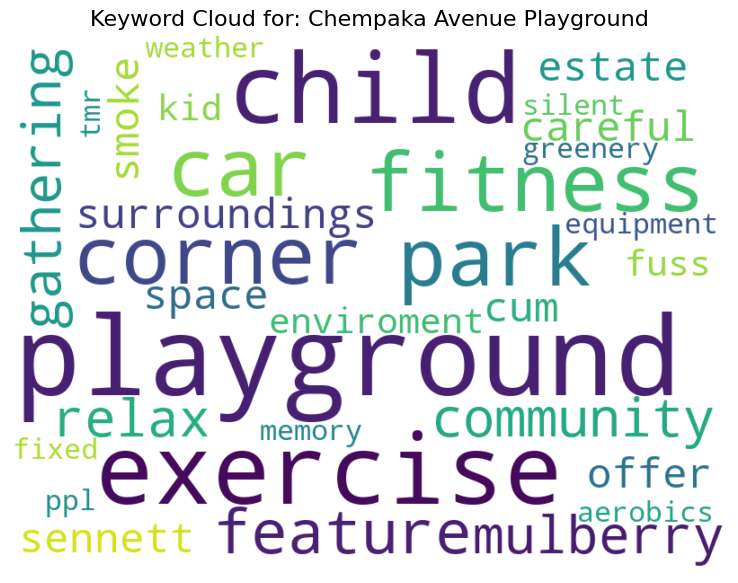 Keyword Cloud for: Chempaka Avenue Playground
weather
child
estate
gathering
tmr
smoke
kid
silent
careful
car
fitness
greenery
surroundings
equipment
corner
park
fuss
space
cum
enviroment
playground
relax
memory
community
fixed
exercise
offer
ppl
aerobics
sennett
feature
mulberry